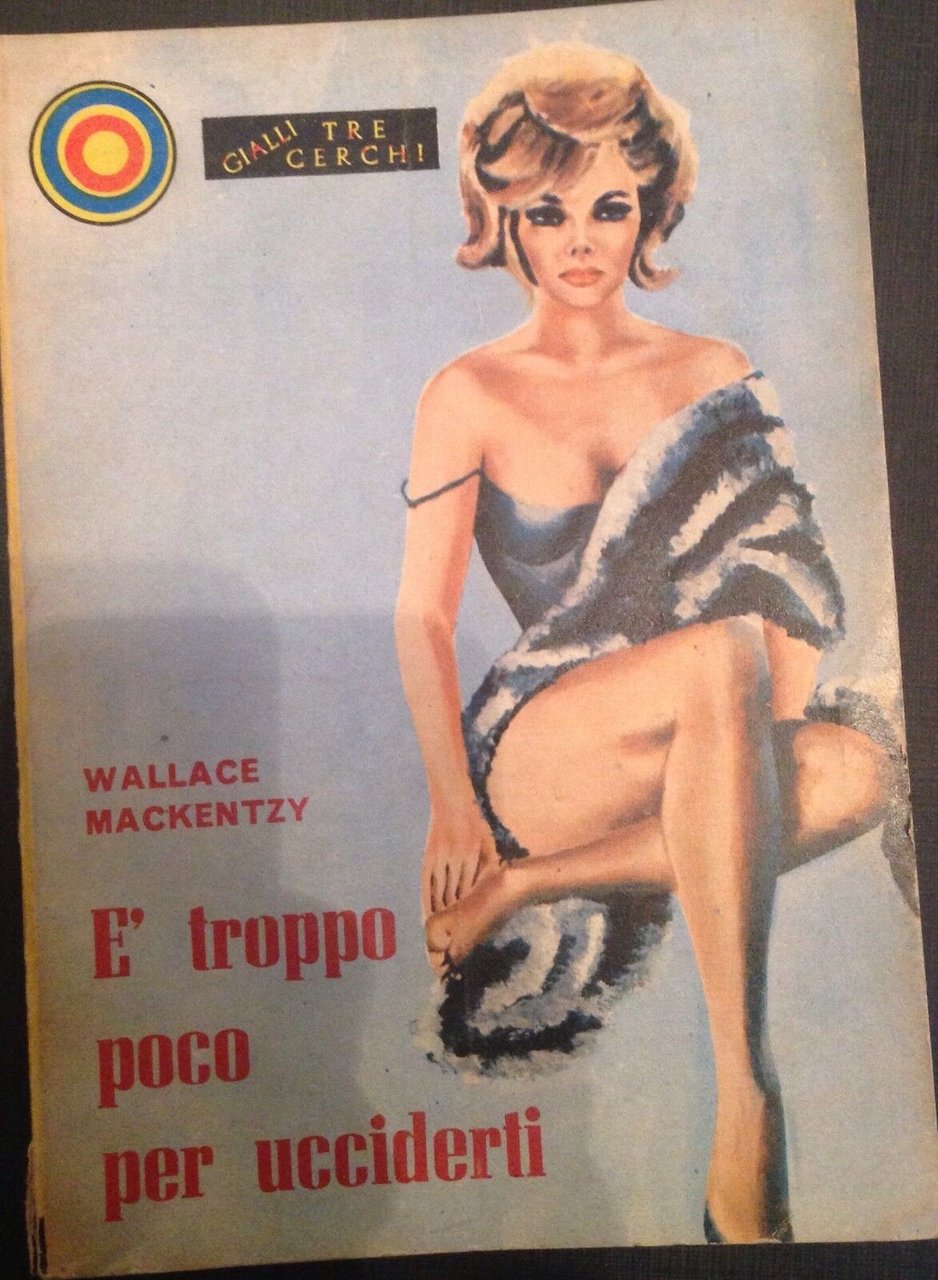 GIALLI TRE
CERCHI
WALLACE
MACKENTZY
E' troppo
poco
per ucciderti